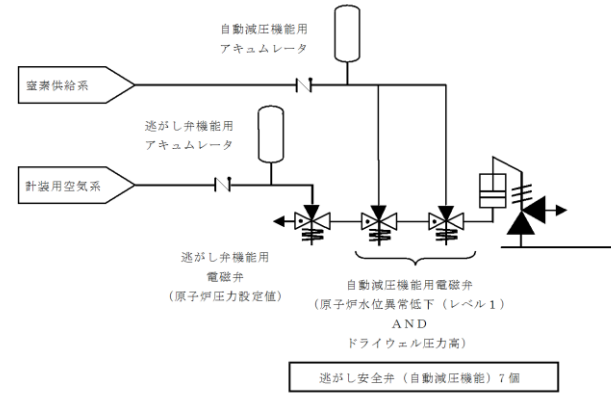 自動減圧機能用
アキュムレータ
窒素供給系
逃がし弁機能用
アキュムレータ
計装用空気系
逃がし弁機能用
電磁弁
(原子炉圧力設定値)
自動減圧機能用電磁弁
(原子炉水位異常低下(レベル1)
AND
ドライウェル圧力高)
逃がし安全弁(自動減圧機能)7個